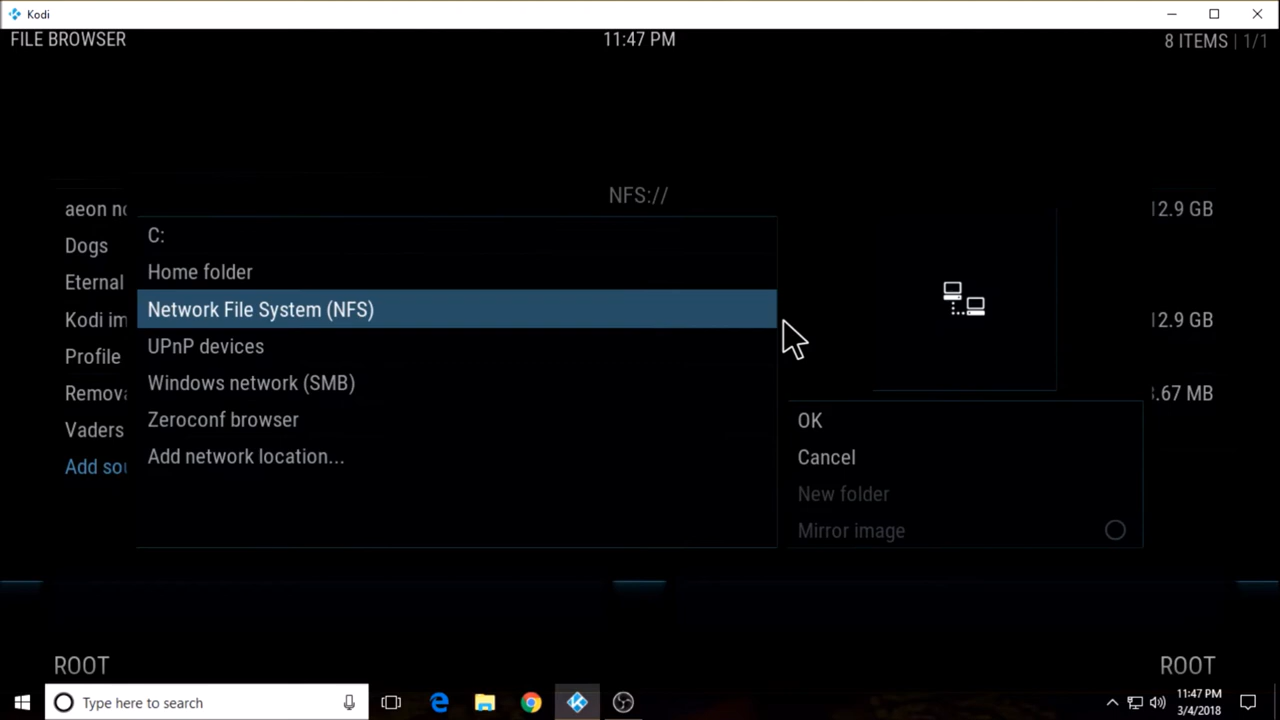 Kodi
FILE BROWSER
11:47 PM
8 ITEMS | 1/1
NFS://
aeon no
Dogs
Eternal
Kodi im
Profile
Remov
Vaders
Add sou
C:
Home folder
Network File System (NFS)
UPnP devices
Windows network (SMB)
Zeroconf browser
Add network location...
12.9 GB
12.9 GB
.67 MB
OK
Cancel
New folder
Mirror image
ROOT
ROOT
Type here to search
11:47 PM
3/4/2018